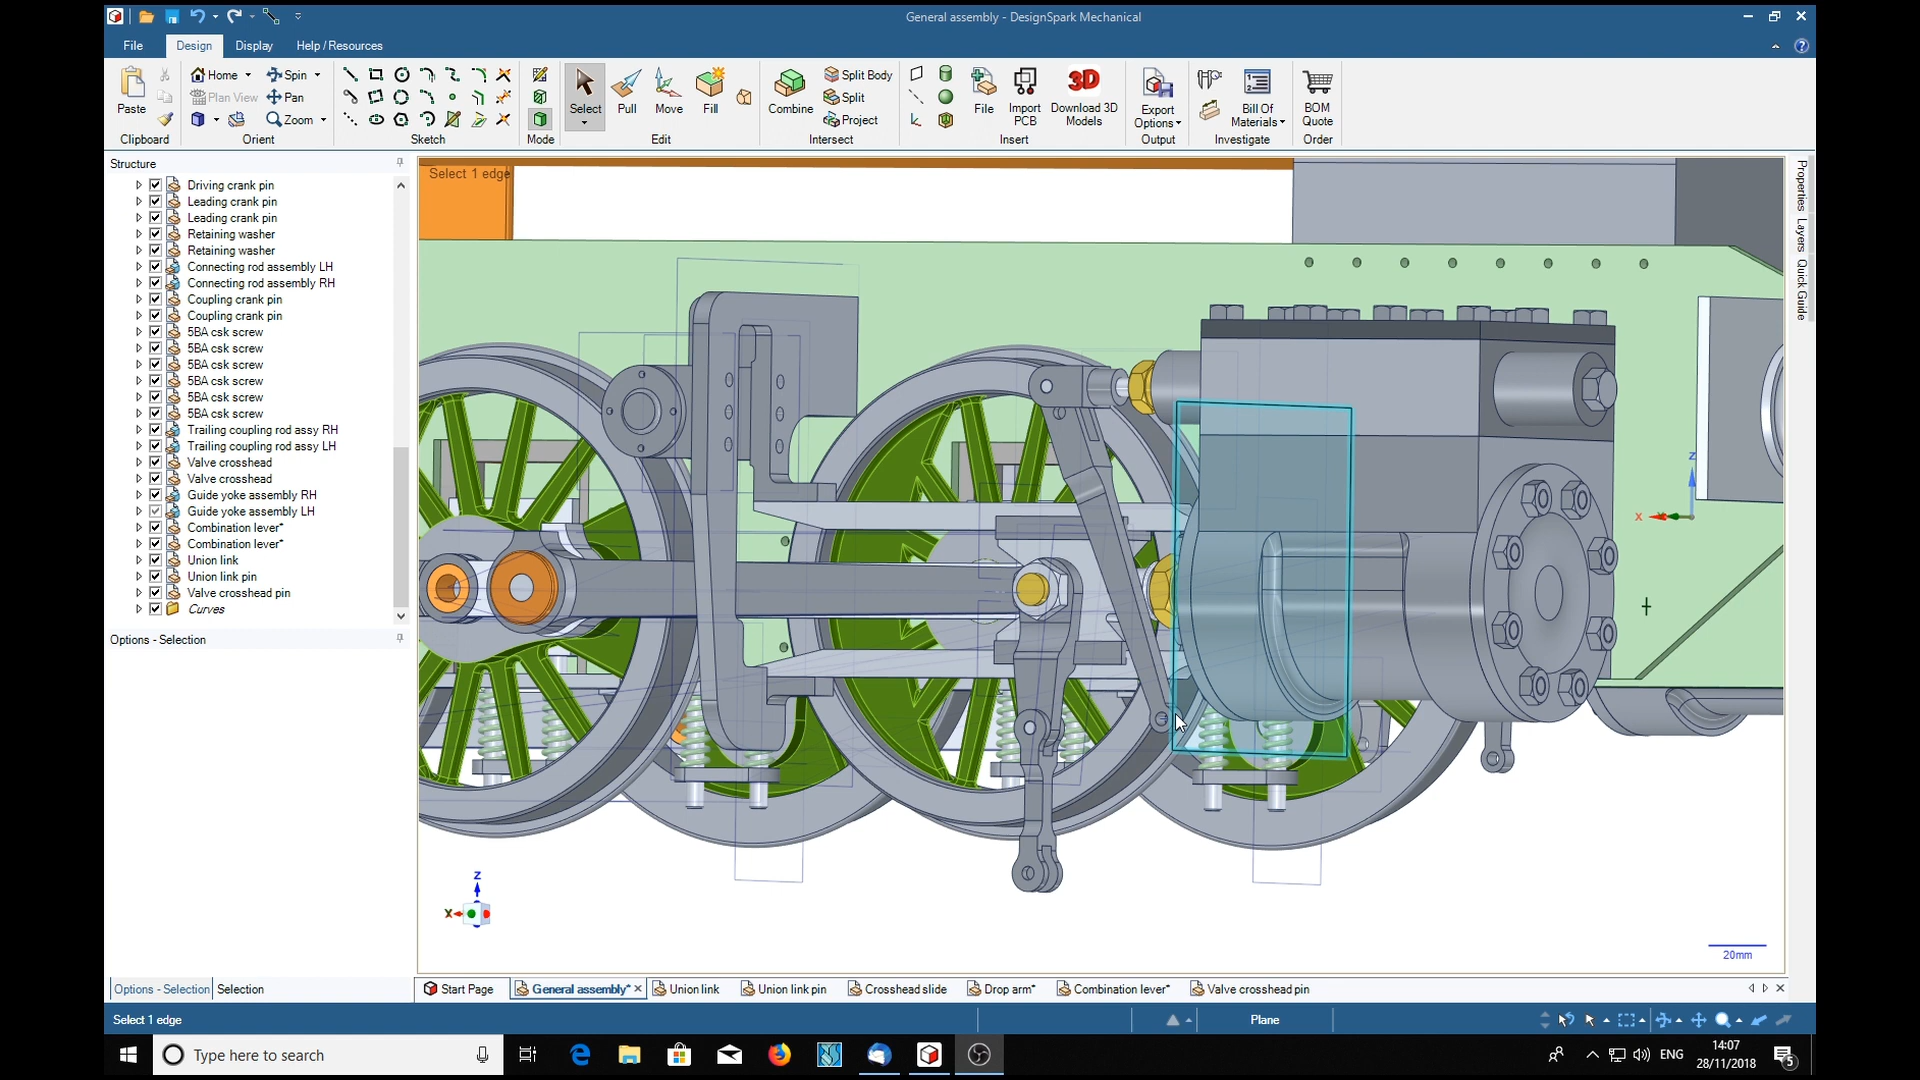 General assembly - DesignSpark Mechanical
File Design Display Help / Resources
Paste
Clipboard
Home
Plan View
Spin
Pan
Zoom
Orient
Sketch
Mode
Select Pull Move Fill
Edit
Combine
Split Body
Split
Project
Intersect
File
Import PCB
3D
Download 3D Models
Insert
Export Options
Output
Bill Of Materials
Investigate
BOM Quote
Order
Structure
Driving crank pin
Leading crank pin
Leading crank pin
Retaining washer
Retaining washer
Connecting rod assembly LH
Connecting rod assembly RH
Coupling crank pin
Coupling crank pin
5BA csk screw
5BA csk screw
5BA csk screw
5BA csk screw
5BA csk screw
5BA csk screw
Trailing coupling rod assy RH
Trailing coupling rod assy LH
Valve crosshead
Valve crosshead
Guide yoke assembly RH
Guide yoke assembly LH
Combination lever*
Combination lever*
Union link
Union link pin
Valve crosshead pin
Curves
Options - Selection
Select 1 edge
Properties
Layers
Quick Guide
Z
X
Z
X
20mm
Options - Selection Selection
Start Page General assembly* Union link Union link pin Crosshead slide Drop arm* Combination lever* Valve crosshead pin
Select 1 edge
Plane
Type here to search
ENG
14:07
28/11/2018
5